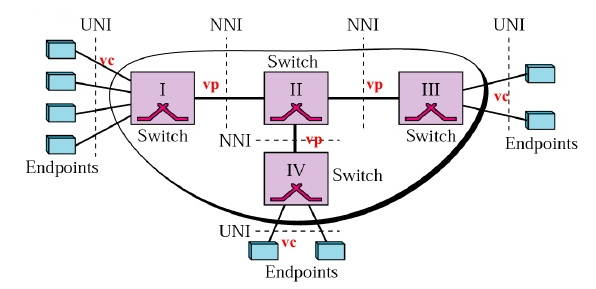 UNI
NNI
NNI
UNI
vc
Switch
I
vp
II
vp
III
vc
Switch
Switch
NNI
vp
Endpoints
Endpoints
IV
Switch
UNI
vc
Endpoints